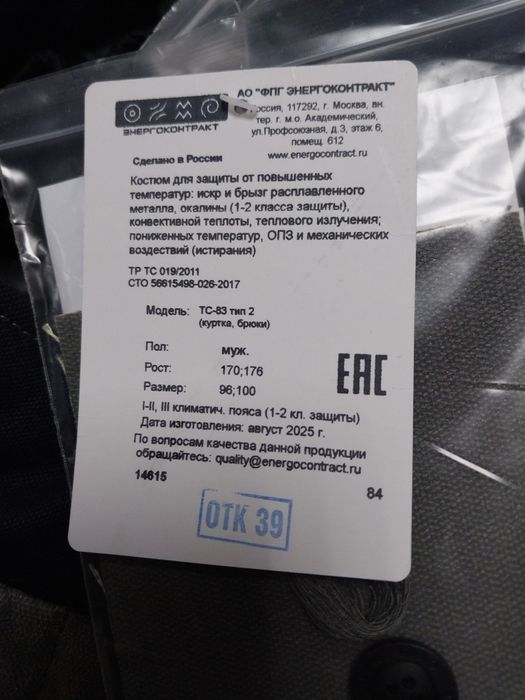 АО "ФПГ ЭНЕРГОКОНТРАКТ"
Россия, 117292, г. Москва, вн.
тер. г. м.о. Академический,
ул.Профсоюзная, д.3, этаж 6,
помещ. 612
www.energocontract.ru
ЭНЕРГОКОНТРАКТ
Сделано в России
Костюм для защиты от повышенных
температур: искр и брызг расплавленного
металла, окалины (1-2 класса защиты),
конвективной теплоты, теплового излучения;
пониженных температур, ОПЗ и механических
воздествий (истирания)
ТР ТС 019/2011
СТО 56615498-026-2017
Модель: ТС-83 тип 2
(куртка, брюки)
Пол: муж.
Рост: 170;176
Размер: 96;100
EAC
I-II, III климатич. пояса (1-2 кл. защиты)
Дата изготовления: август 2025 г.
По вопросам качества данной продукции
обращайтесь: quality@energocontract.ru
14615 84
ОТК 39